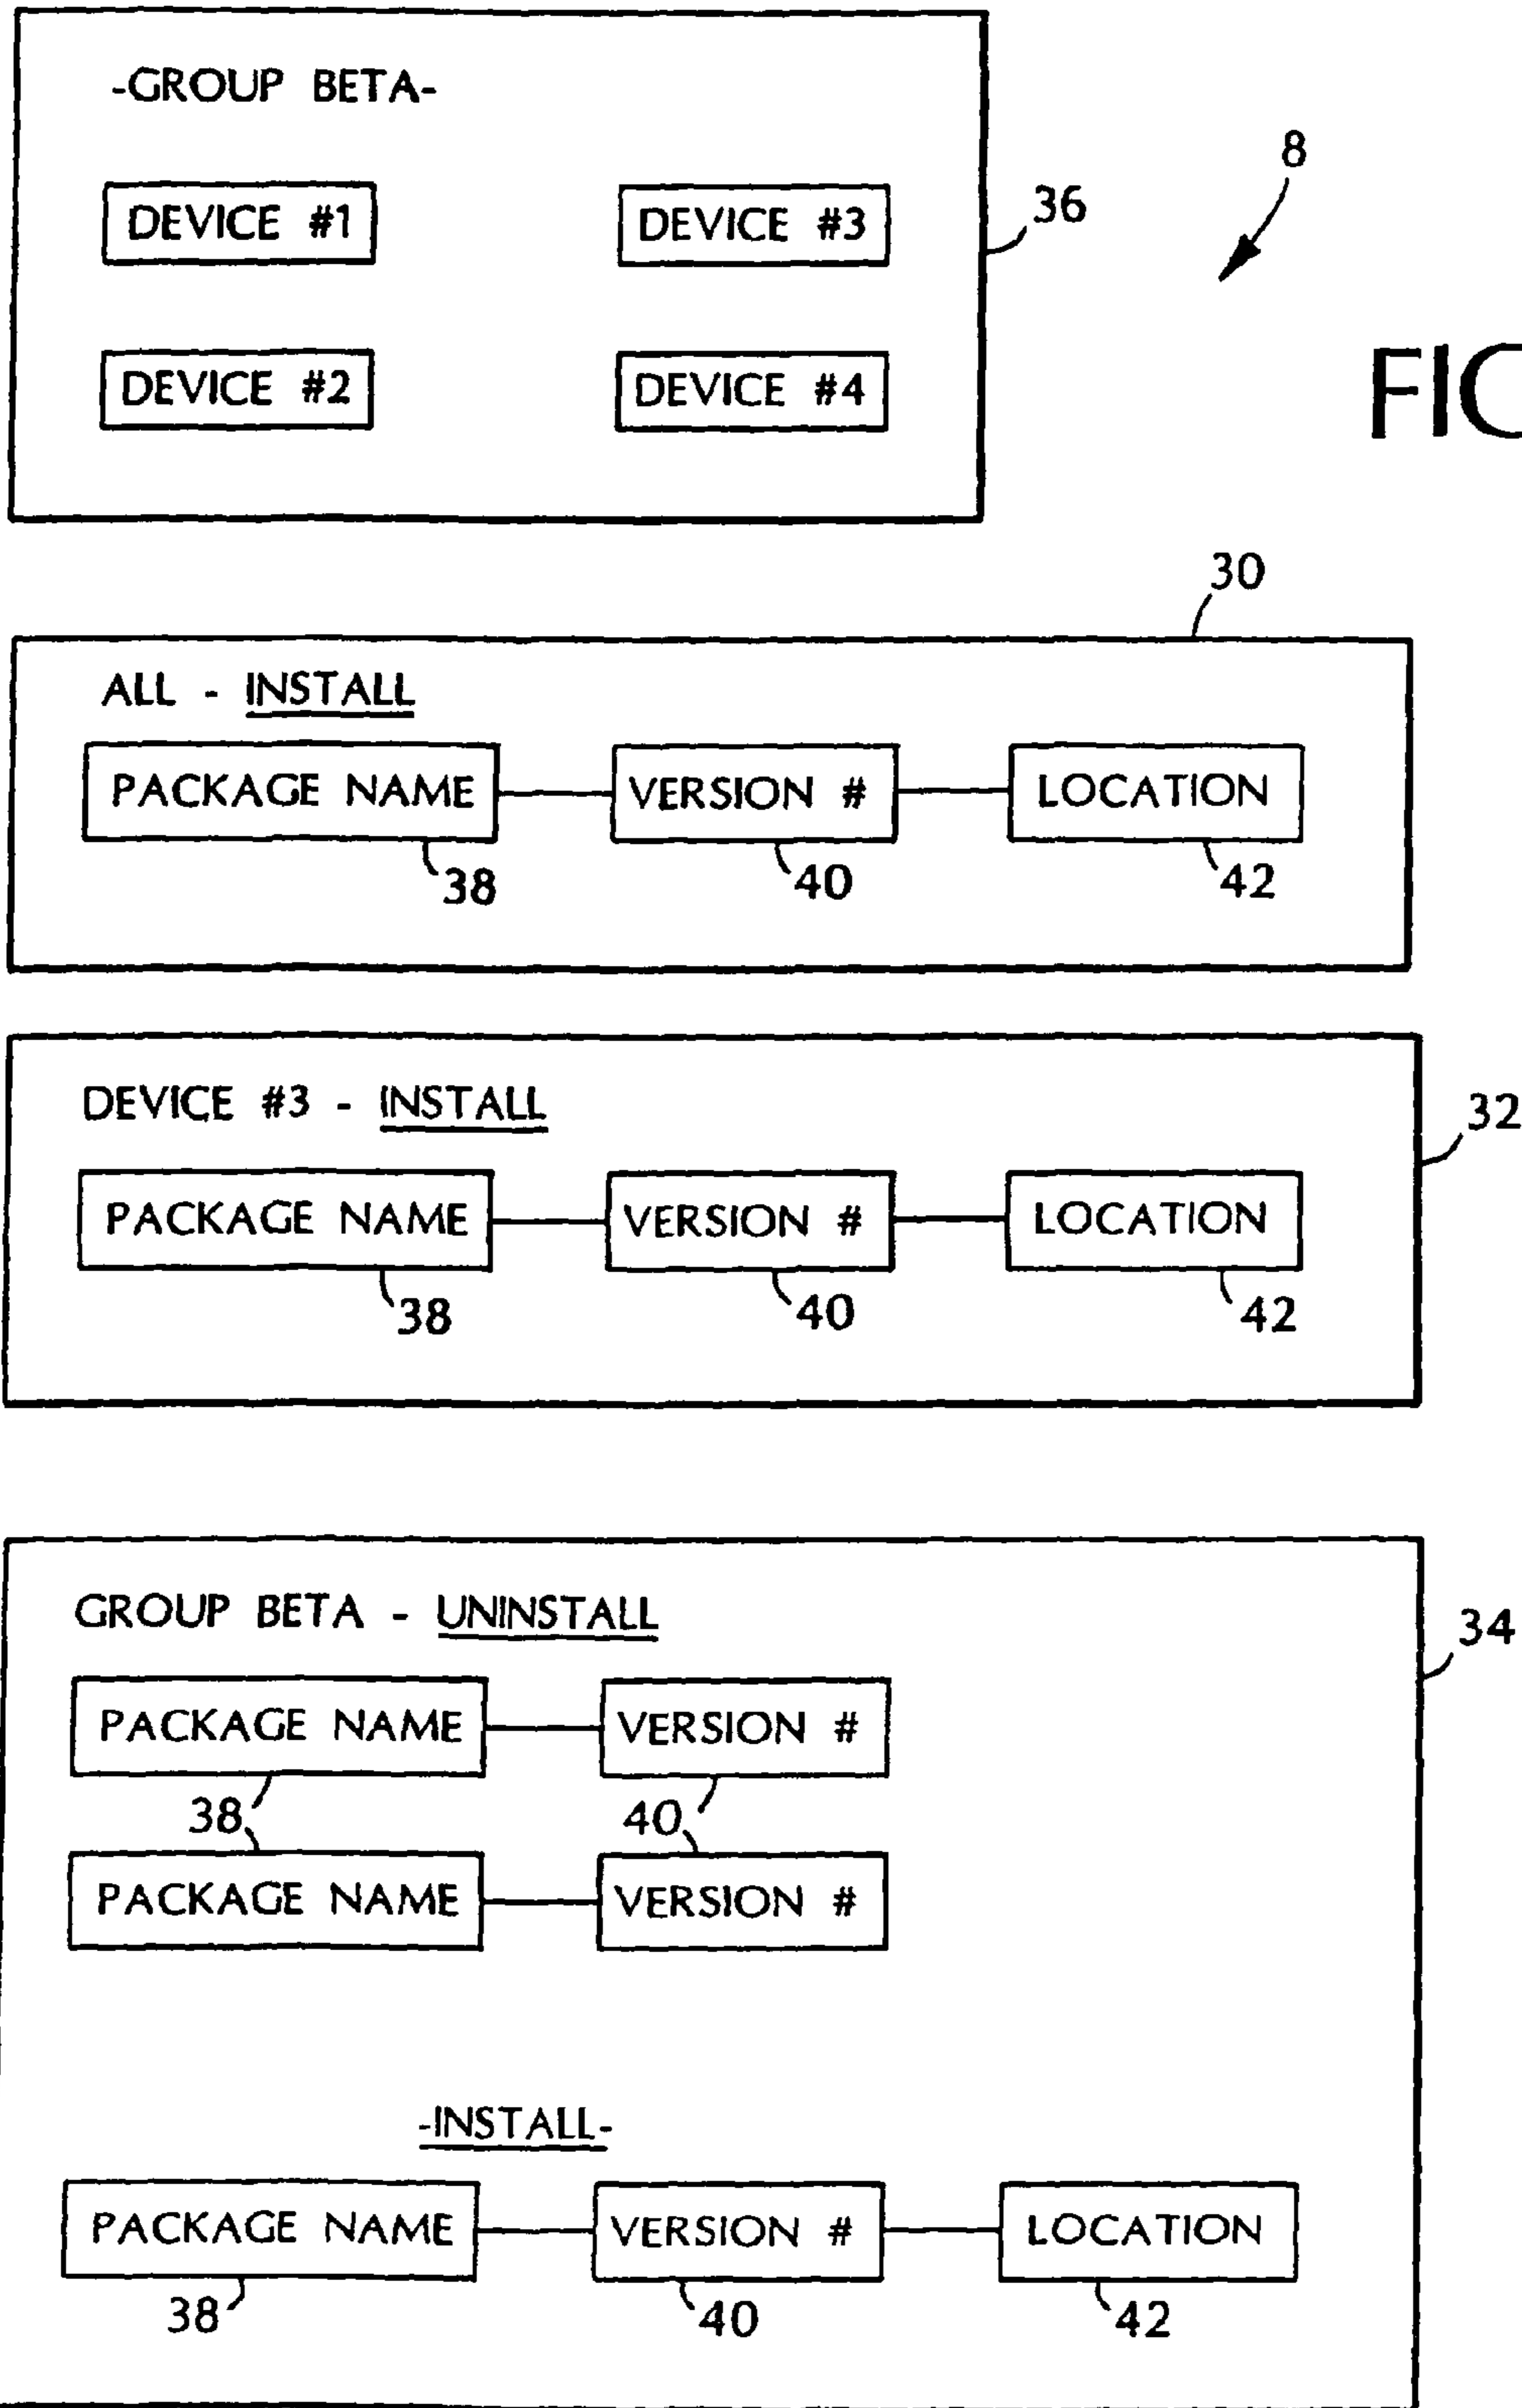 -GROUP BETA-
8
DEVICE #1
DEVICE #3
36
DEVICE #2
DEVICE #4
30
ALL - INSTALL
PACKAGE NAME
VERSION #
LOCATION
38
40
42
DEVICE #3 - INSTALL
32
PACKAGE NAME
VERSION #
LOCATION
38
40
42
GROUP BETA - UNINSTALL
34
PACKAGE NAME
VERSION #
38
40
PACKAGE NAME
VERSION #
-INSTALL-
PACKAGE NAME
VERSION #
LOCATION
38
40
42